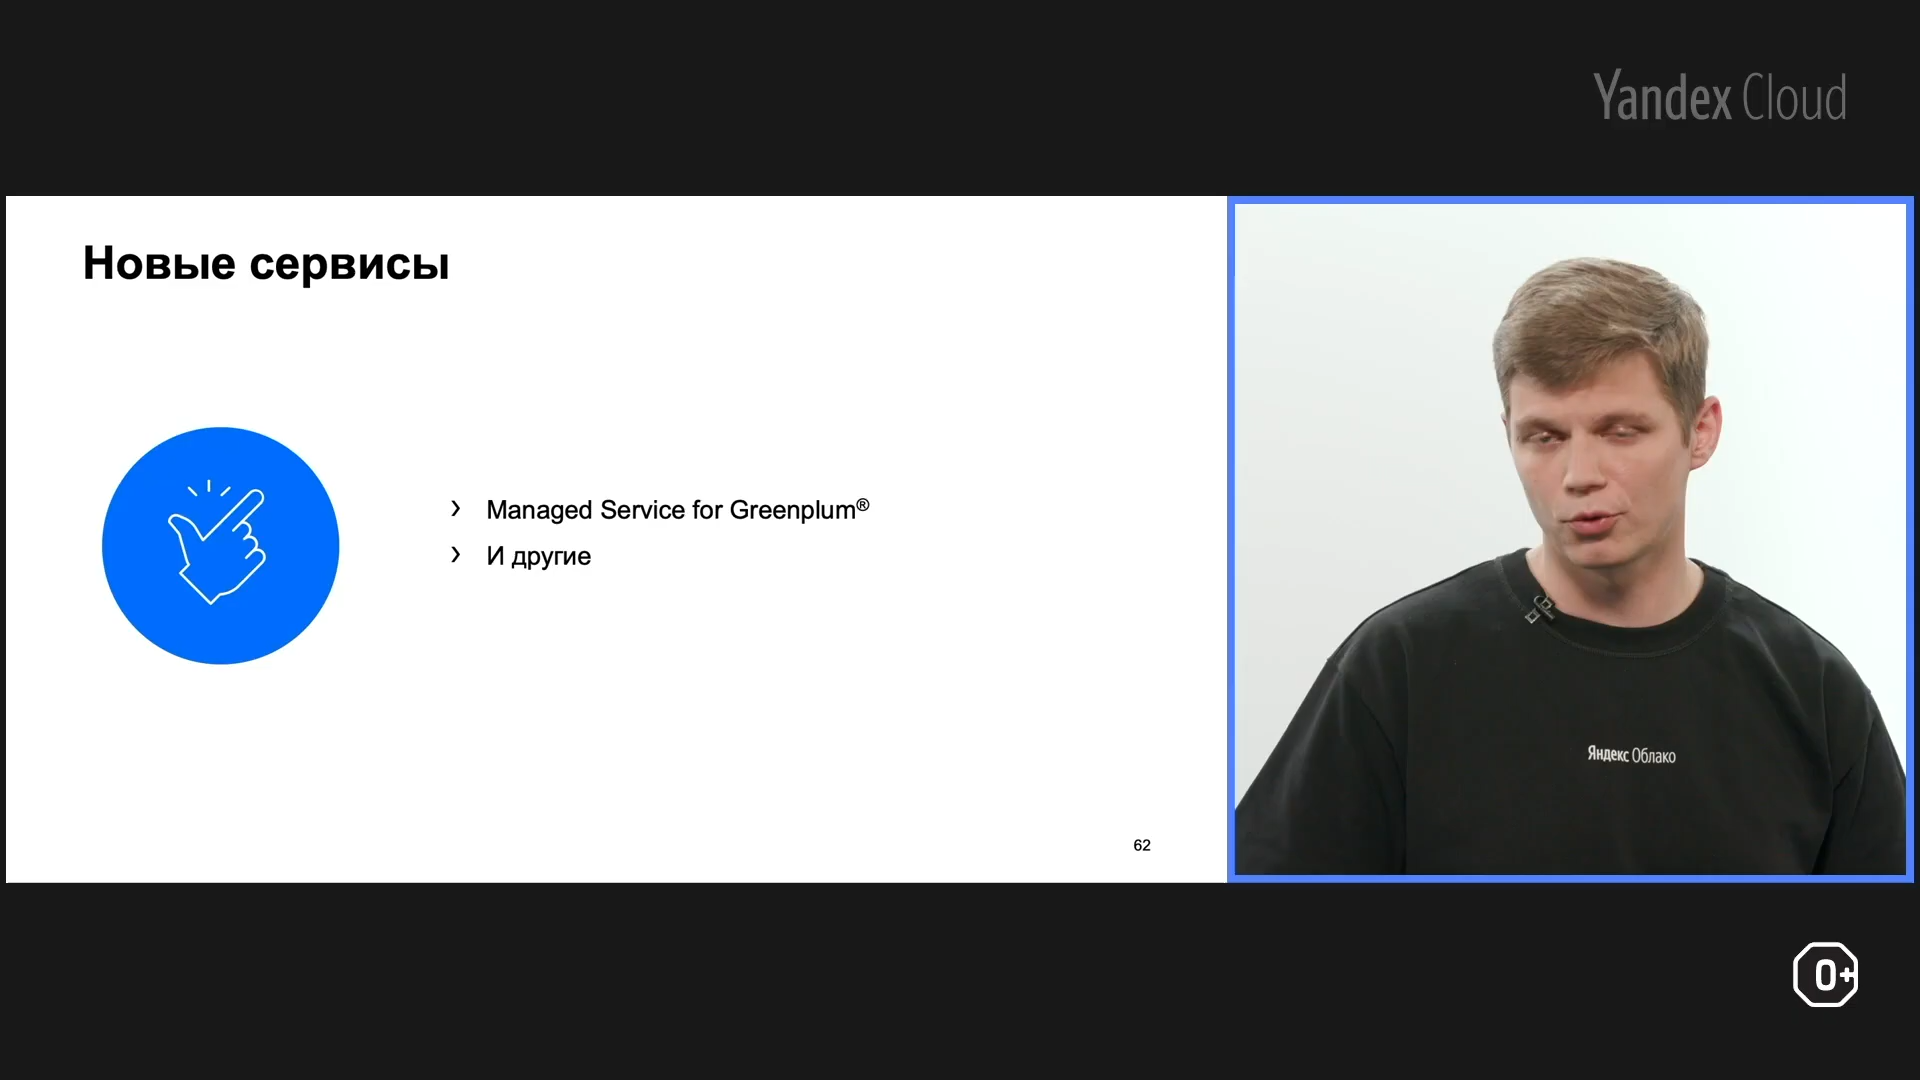 Yandex Cloud
Новые сервисы
› Managed Service for Greenplum®
› И другие
62
Яндекс Облако
0+